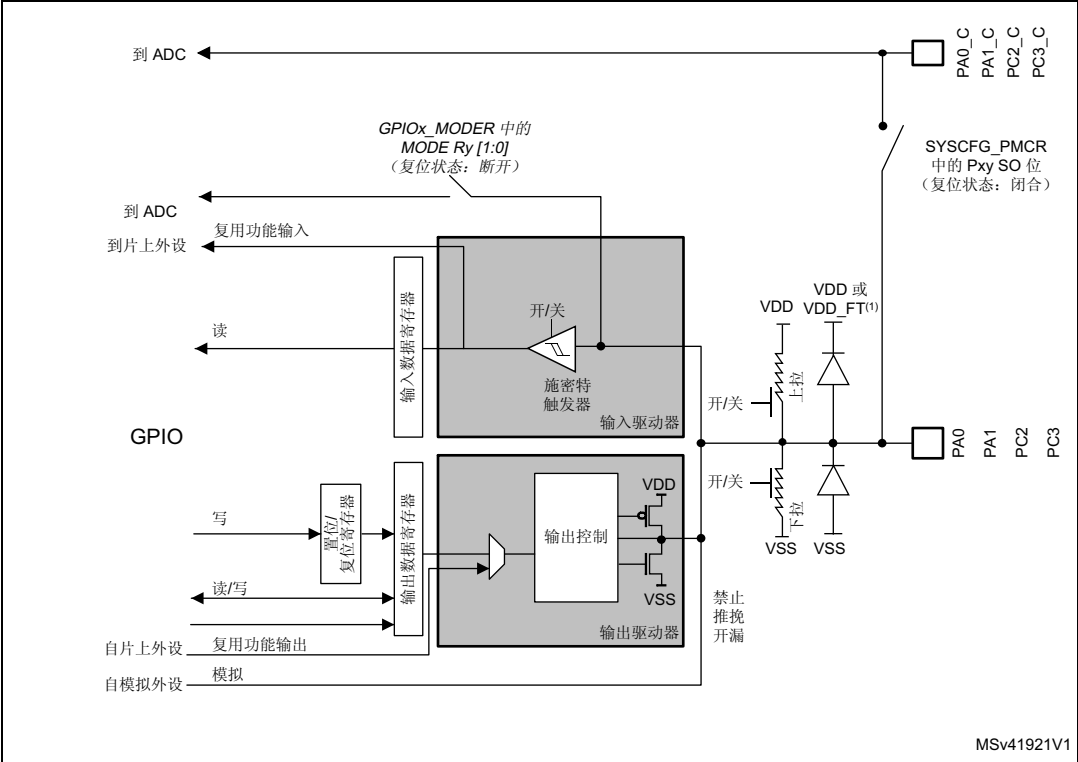 到 ADC
PA0_C
PA1_C
PC2_C
PC3_C
GPIOx_MODER 中的
MODE Ry [1:0]
（复位状态：断开）
SYSCFG_PMCR
中的 Pxy SO 位
（复位状态：闭合）
到 ADC
复用功能输入
到片上外设
输入数据寄存器
开/关
读
施密特
触发器
输入驱动器
VDD
VDD 或
VDD_FT(1)
上拉
开/关
GPIO
PA0
PA1
PC2
PC3
开/关
下拉
VSS
VSS
写
置位/
复位寄存器
输出数据寄存器
输出控制
VDD
VSS
读/写
输出驱动器
禁止
推挽
开漏
自片上外设
复用功能输出
自模拟外设
模拟
MSv41921V1